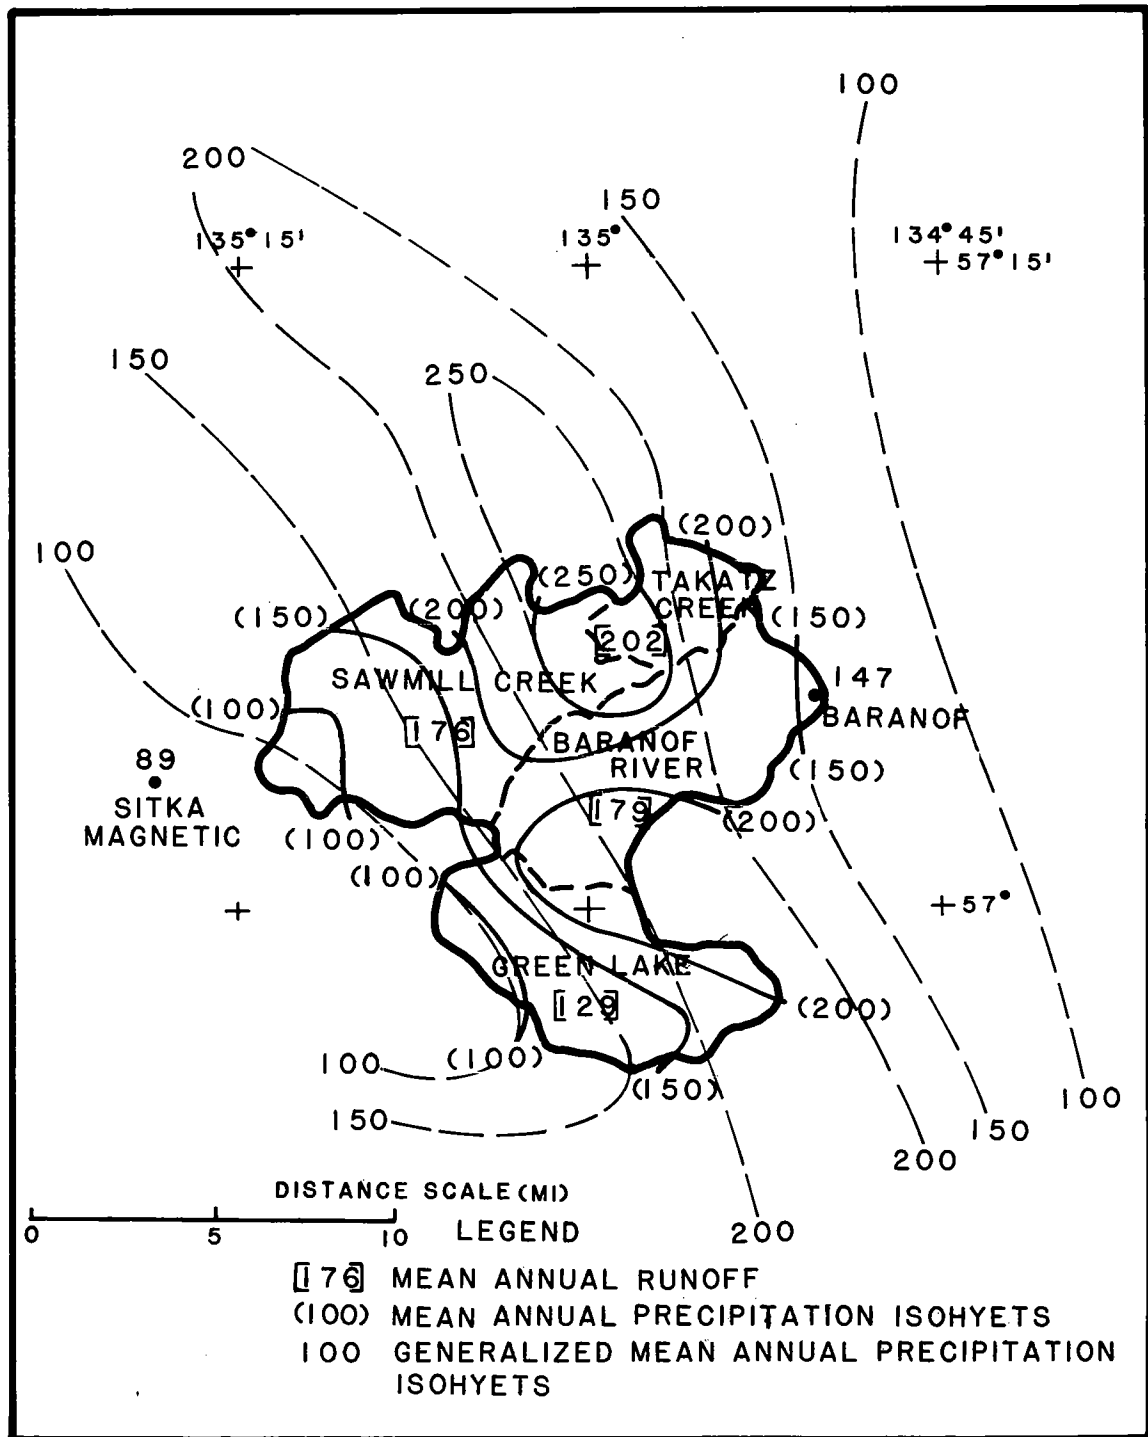 100
200
150
135°15'
135°
134°45'
57°15'
150
250
100
(200)
(250)
TAKATZ
CREEK
(150)
(200)
(150)
[202]
SAWMILL CREEK
147
BARANOF
(100)
[176]
BARANOF
RIVER
89
SITKA
MAGNETIC
(150)
[179]
(200)
(100)
(100)
57°
GREEN LAKE
[129]
(200)
100
(100)
(150)
100
150
150
200
DISTANCE SCALE (MI)
0 5 10
LEGEND
200
[176] MEAN ANNUAL RUNOFF
(100) MEAN ANNUAL PRECIPITATION ISOHYETS
100 GENERALIZED MEAN ANNUAL PRECIPITATION
ISOHYETS